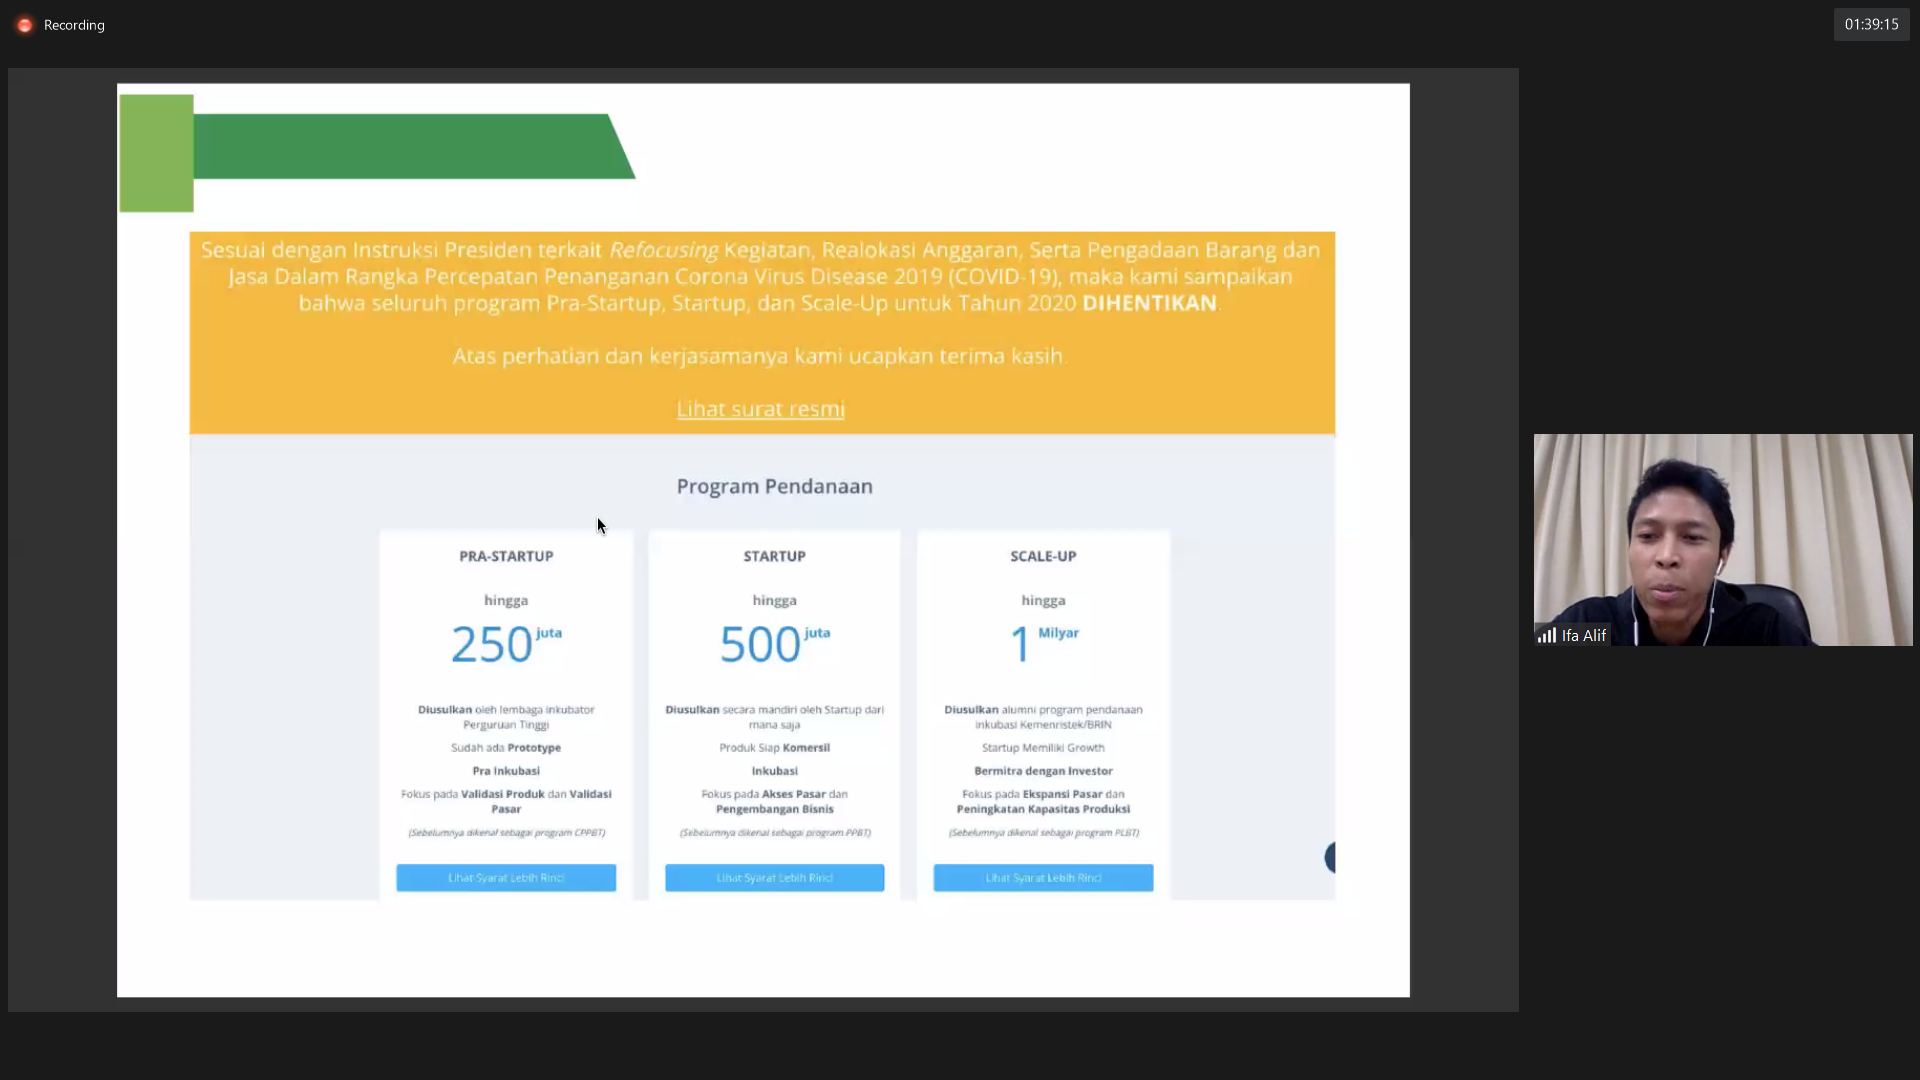 Recording
01:39:15
Sesuai dengan Instruksi Presiden terkait Refocusing Kegiatan, Realokasi Anggaran, Serta Pengadaan Barang dan
Jasa Dalam Rangka Percepatan Penanganan Corona Virus Disease 2019 (COVID-19), maka kami sampaikan
bahwa seluruh program Pra-Startup, Startup, dan Scale-Up untuk Tahun 2020 DIHENTIKAN.
Atas perhatian dan kerjasamanya kami ucapkan terima kasih
Lihat surat resmi
Program Pendanaan
PRA-STARTUP
hingga
250 juta
Diusulkan oleh lembaga inkubator
Perguruan Tinggi
Sudah ada Prototype
Pra Inkubasi
Fokus pada Validasi Produk dan Validasi
Pasar
(Sebelumnya dikenal sebagai program CPPBT)
Lihat Syarat Lebih Rinci
STARTUP
hingga
500 juta
Diusulkan secara mandiri oleh Startup dari
mana saja
Produk Siap Komersil
Inkubasi
Fokus pada Akses Pasar dan
Pengembangan Bisnis
(Sebelumnya dikenal sebagai program PPBT)
Lihat Syarat Lebih Rinci
SCALE-UP
hingga
1 Milyar
Diusulkan alumni program pendanaan
inkubasi Kemenristek/BRIN
Startup Memiliki Growth
Bermitra dengan Investor
Fokus pada Ekspansi Pasar dan
Peningkatan Kapasitas Produksi
(Sebelumnya dikenal sebagai program PLBT)
Lihat Syarat Lebih Rinci
Ifa Alif